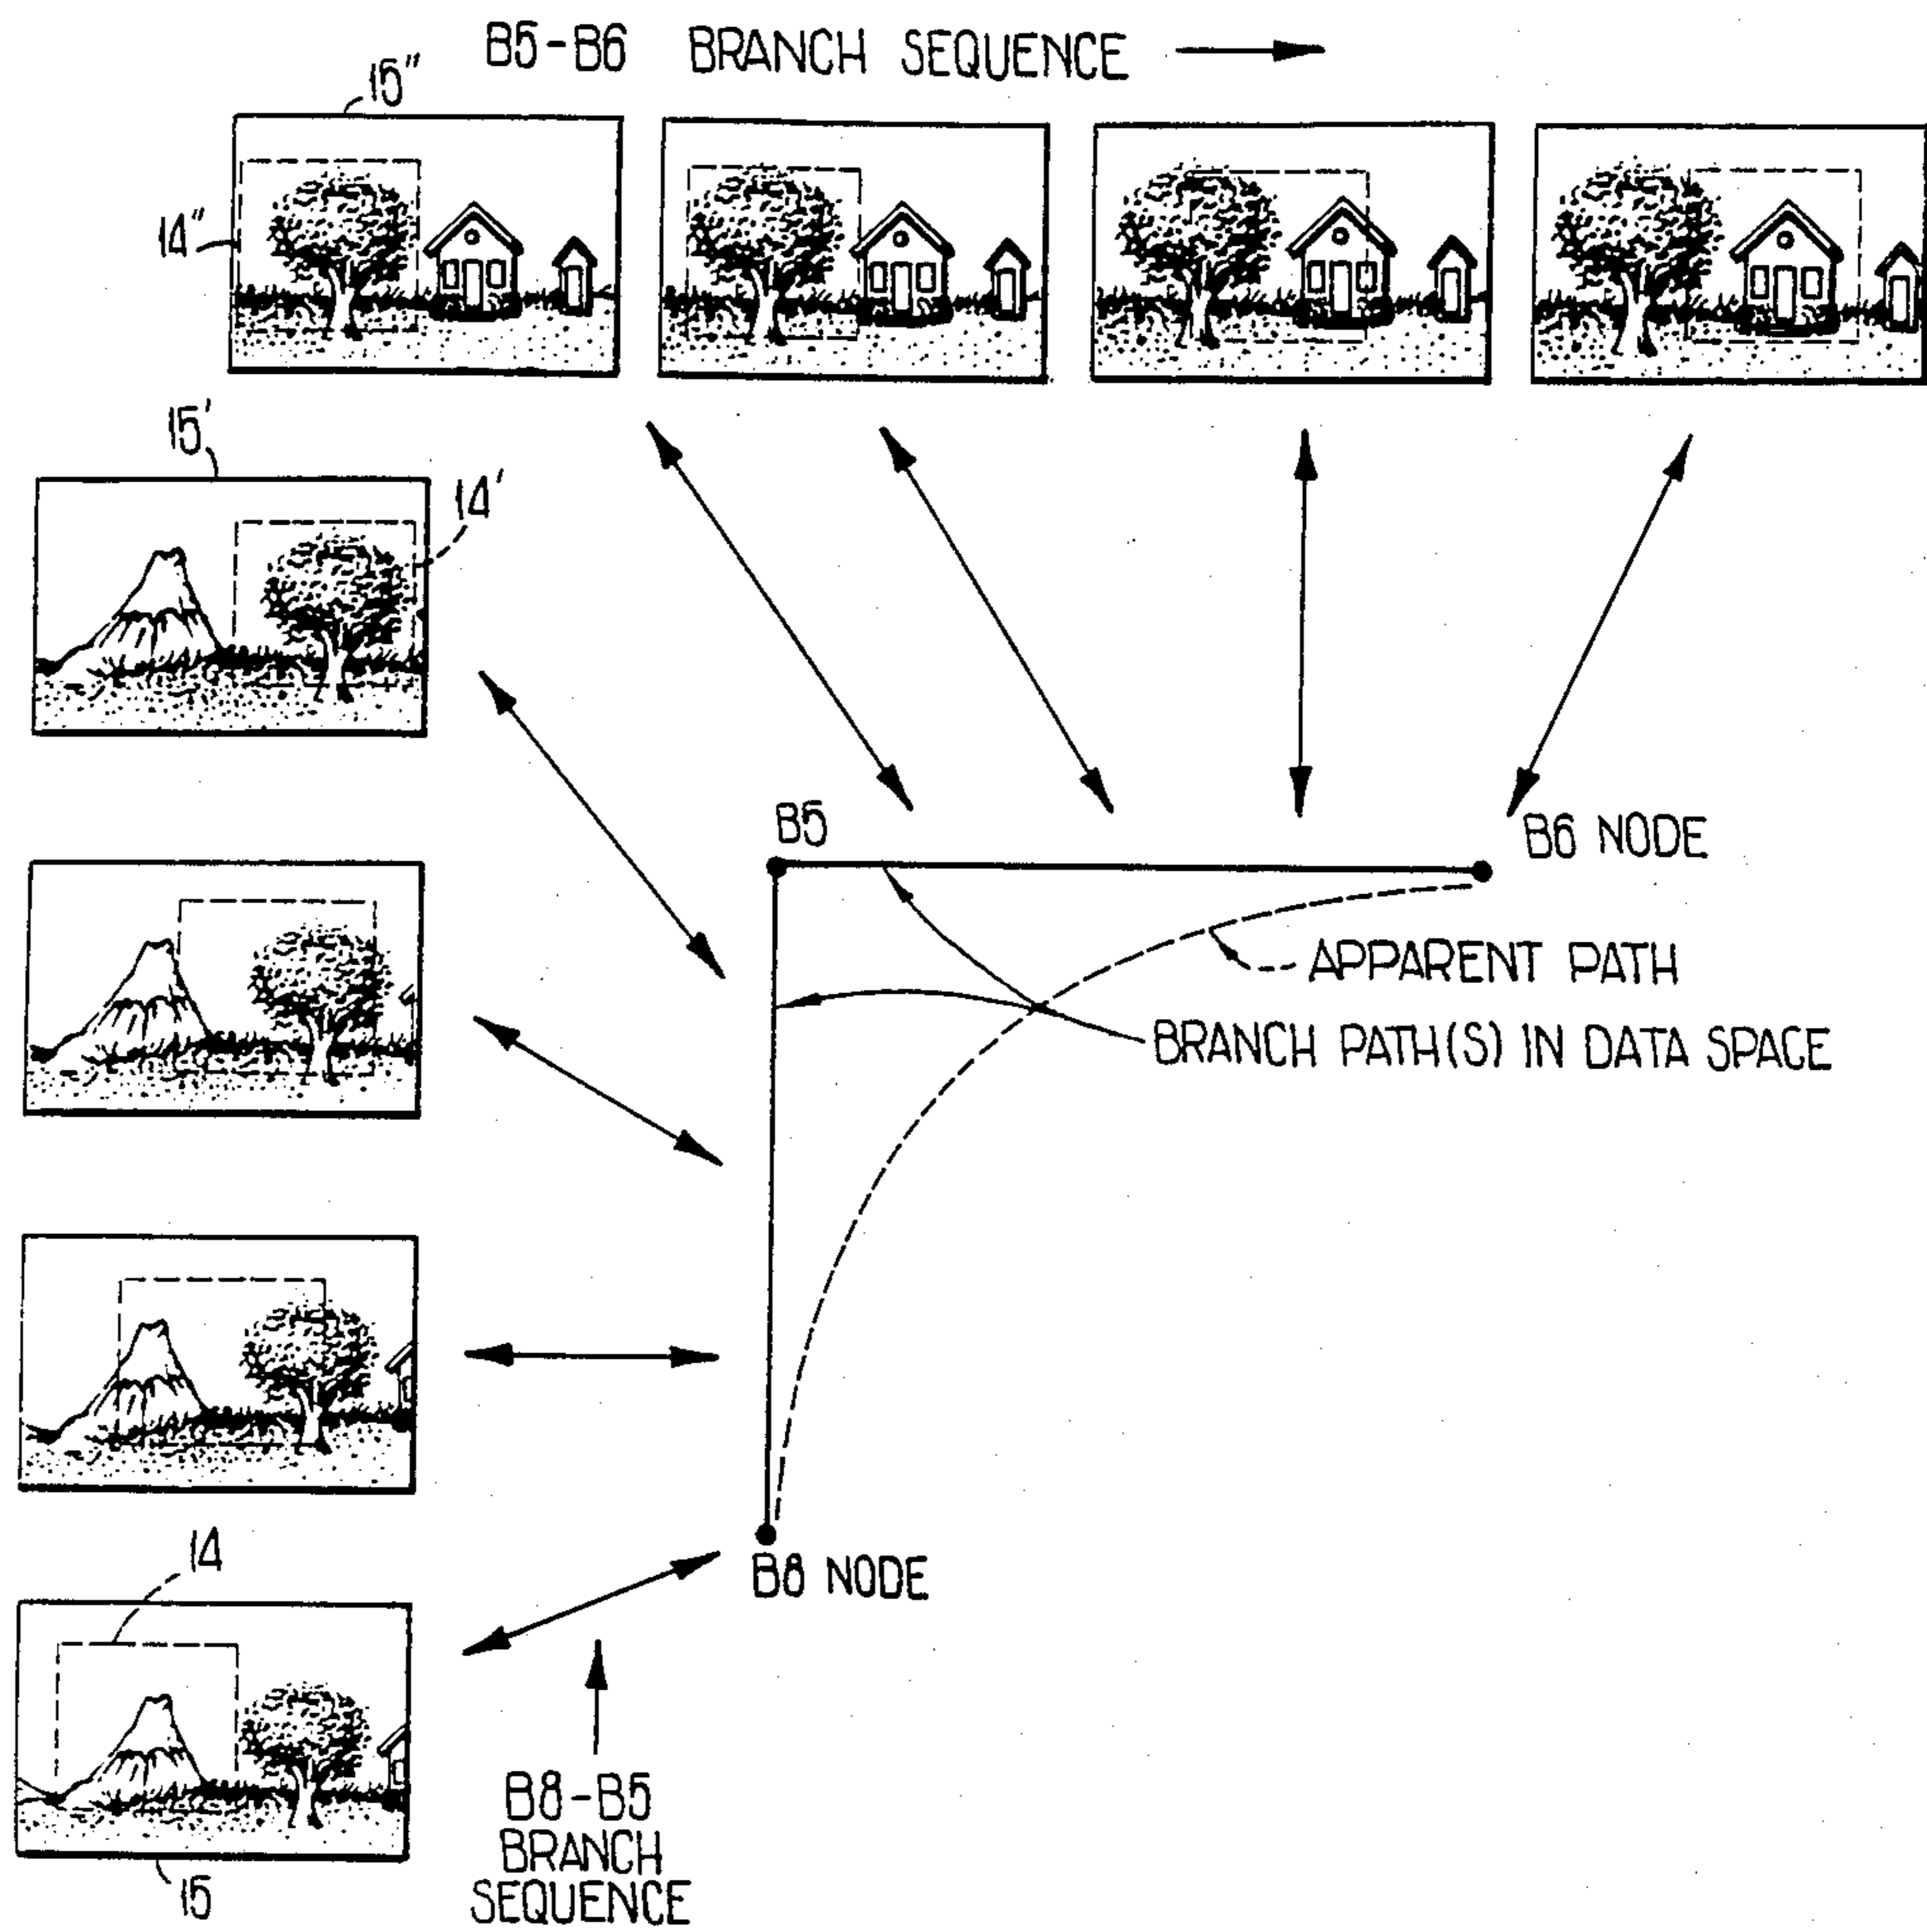 B5-B6 BRANCH SEQUENCE
15"
14"
15'
14'
B5
B6 NODE
APPARENT PATH
BRANCH PATH(S) IN DATA SPACE
B8 NODE
14
15
B8-B5
BRANCH
SEQUENCE